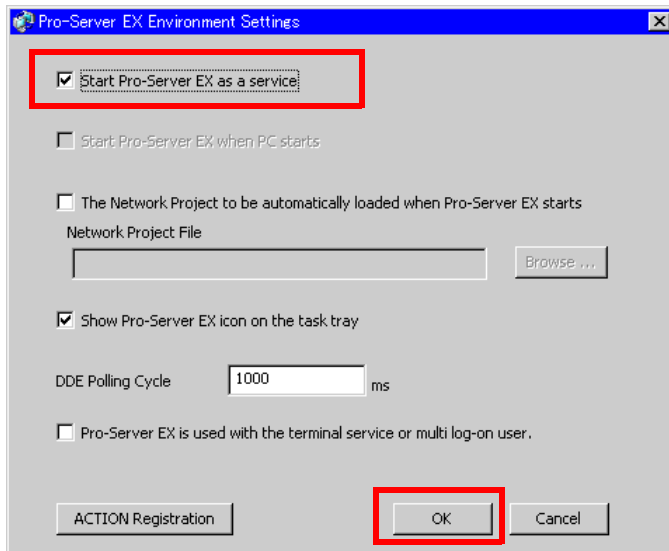 Pro-Server EX Environment Settings
Start Pro-Server EX as a service
Start Pro-Server EX when PC starts
The Network Project to be automatically loaded when Pro-Server EX starts
Network Project File
Browse ...
Show Pro-Server EX icon on the task tray
DDE Polling Cycle 1000 ms
Pro-Server EX is used with the terminal service or multi log-on user.
ACTION Registration OK Cancel